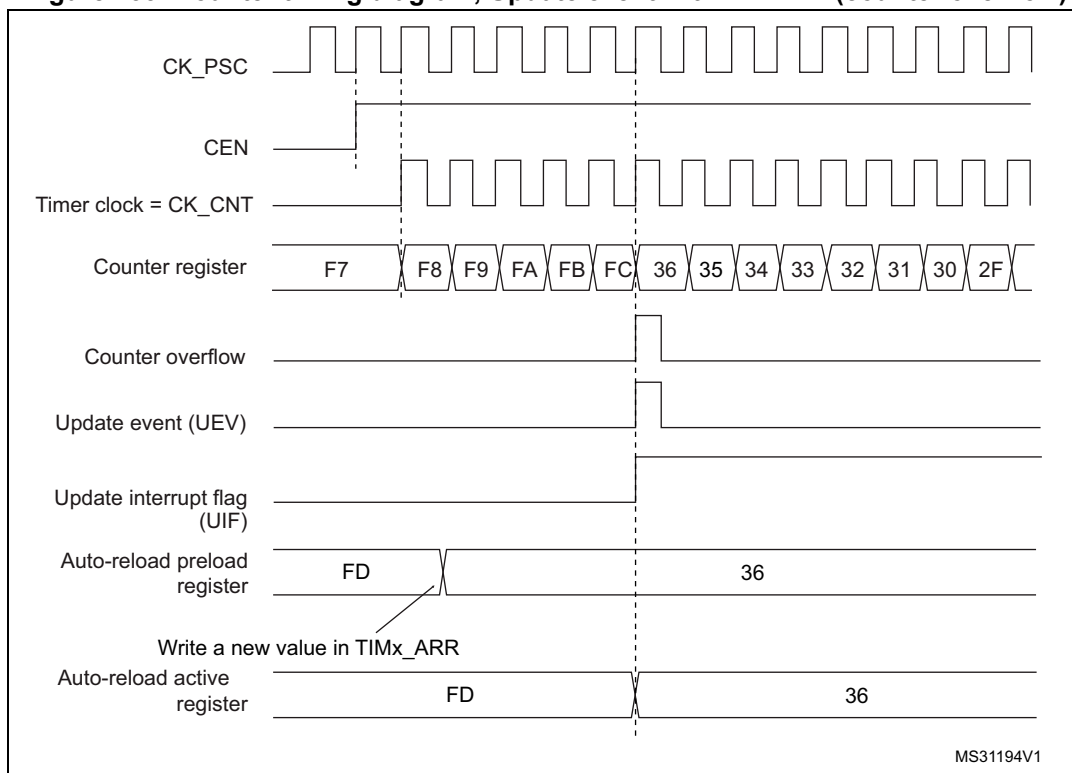 CK_PSC
CEN
Timer clock = CK_CNT
Counter register F7 F8 F9 FA FB FC 36 35 34 33 32 31 30 2F
Counter overflow
Update event (UEV)
Update interrupt flag
(UIF)
Auto-reload preload
register
FD 36
Write a new value in TIMx_ARR
Auto-reload active
register
FD 36
MS31194V1